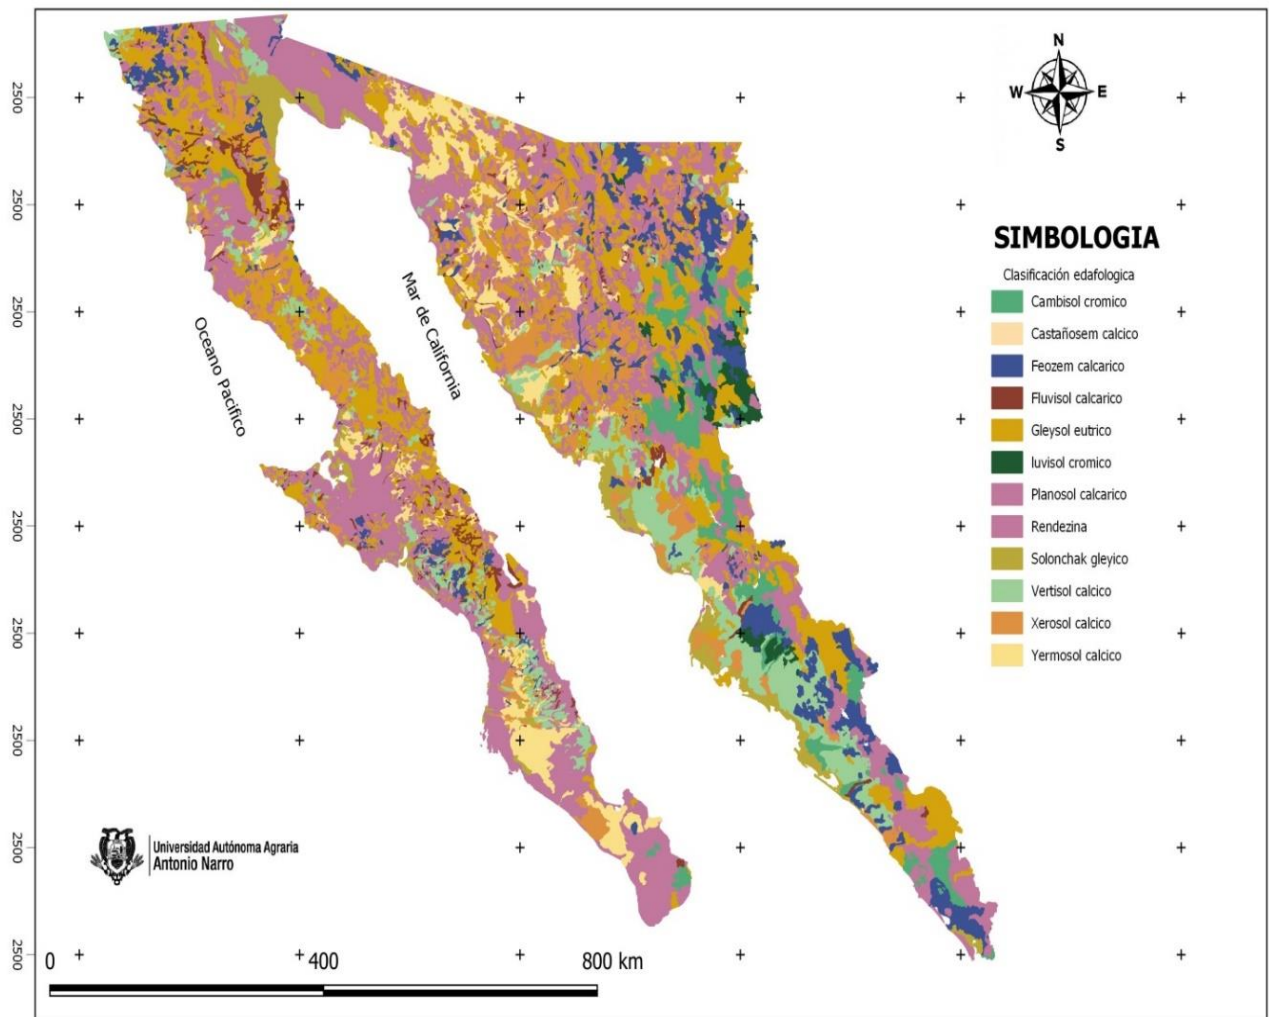 N
W E
S
2500
2500
2500
2500
2500
2500
2500
2500
2500
Oceano Pacifico
Mar de California
SIMBOLOGIA
Clasificación edafologica
Cambisol cromico
Castañosem calcico
Feozem calcarico
Fluvisol calcarico
Gleysol eutrico
luvisol cromico
Planosol calcarico
Rendezina
Solonchak gleyico
Vertisol calcico
Xerosol calcico
Yermosol calcico
Universidad Autónoma Agraria
Antonio Narro
0 400 800 km